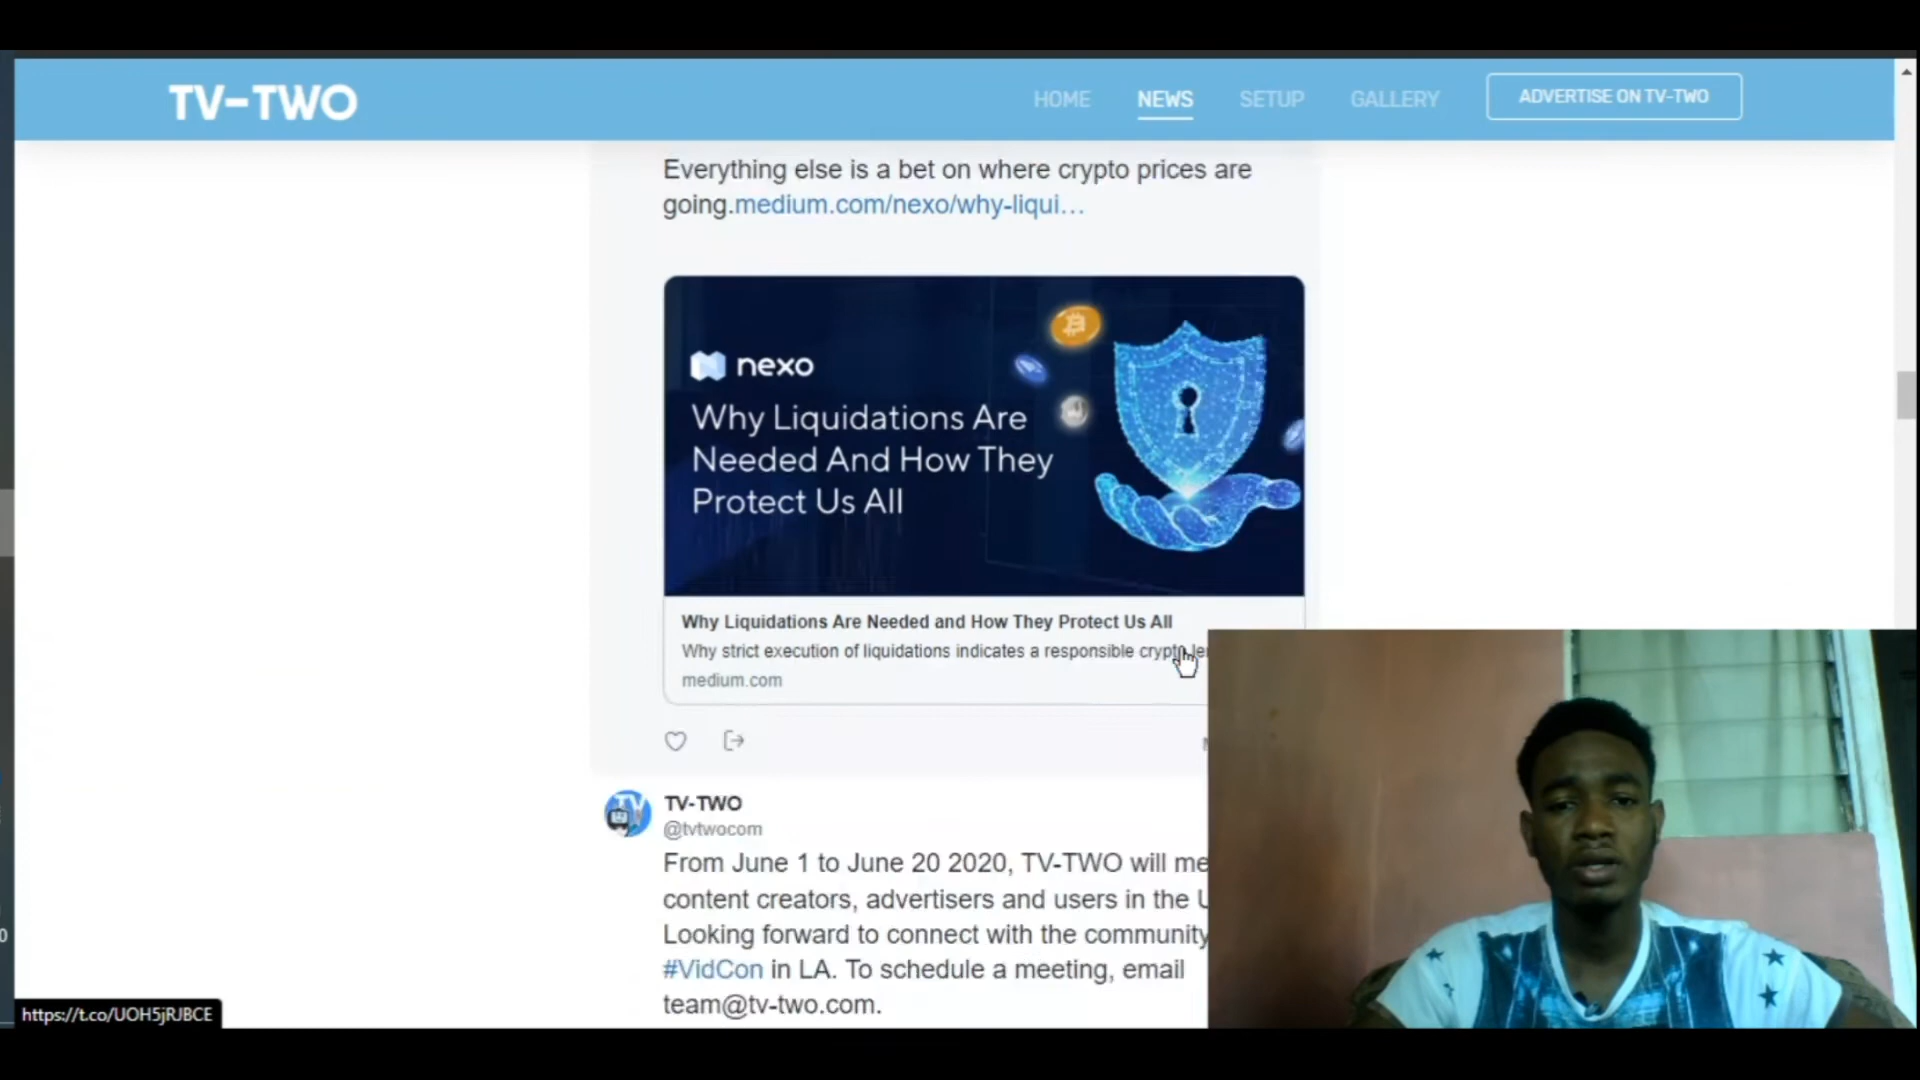 TV-TWO
HOME NEWS SETUP GALLERY ADVERTISE ON TV-TWO
Everything else is a bet on where crypto prices are
going.medium.com/nexo/why-liqui…
nexo
Why Liquidations Are
Needed And How They
Protect Us All
Why Liquidations Are Needed and How They Protect Us All
Why strict execution of liquidations indicates a responsible crypto
medium.com
TV-TWO
@tvtwocom
From June 1 to June 20 2020, TV-TWO will
content creators, advertisers and users in the
Looking forward to connect with the community
#VidCon in LA. To schedule a meeting, email
team@tv-two.com.
https://t.co/UOH5jRJBCE